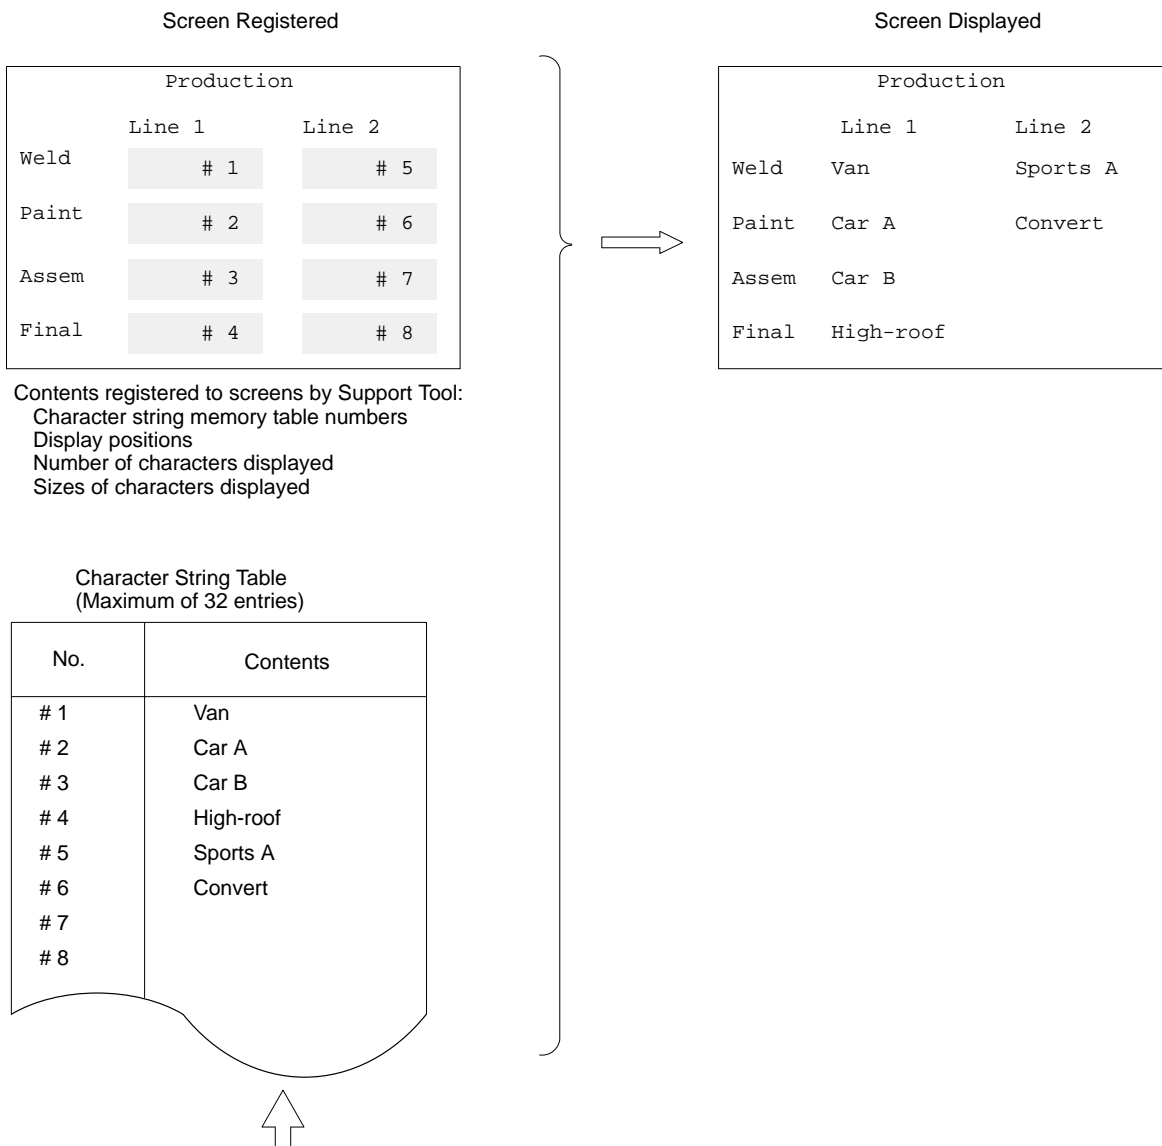 Screen Registered
Production
Line 1 Line 2
Weld # 1 # 5
Paint # 2 # 6
Assem # 3 # 7
Final # 4 # 8
Contents registered to screens by Support Tool:
Character string memory table numbers
Display positions
Number of characters displayed
Sizes of characters displayed
Screen Displayed
Production
Line 1 Line 2
Weld Van Sports A
Paint Car A Convert
Assem Car B
Final High-roof
Character String Table
(Maximum of 32 entries)
No. Contents
# 1 Van
# 2 Car A
# 3 Car B
# 4 High-roof
# 5 Sports A
# 6 Convert
# 7
# 8